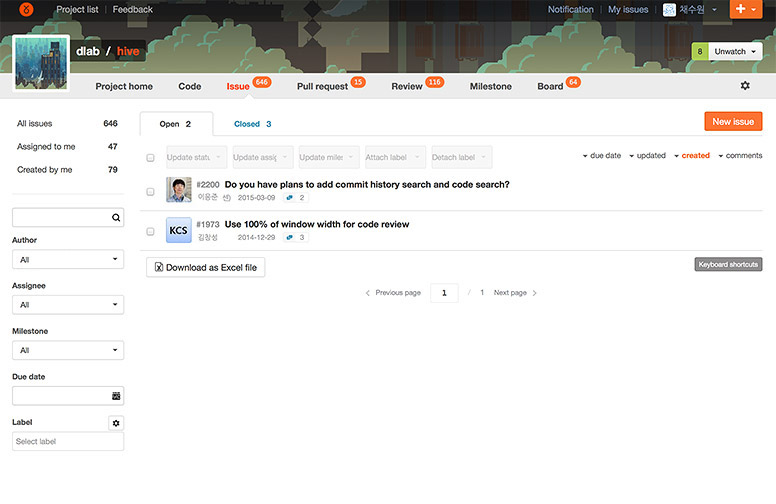 Project list | Feedback
Notification | My issues | 채수원
dlab / hive
8 Unwatch
Project home Code Issue 646 Pull request 15 Review 116 Milestone Board 64
All issues 646
Assigned to me 47
Created by me 79
Author
All
Assignee
All
Milestone
All
Due date
Label
Select label
Open 2 Closed 3
New issue
Update statu Update assig Update miles Attach label Detach label
due date updated created comments
#2200 Do you have plans to add commit history search and code search?
이응준 2015-03-09 2
KCS
#1973 Use 100% of window width for code review
김창성 2014-12-29 3
Download as Excel file
Keyboard shortcuts
Previous page 1 / 1 Next page